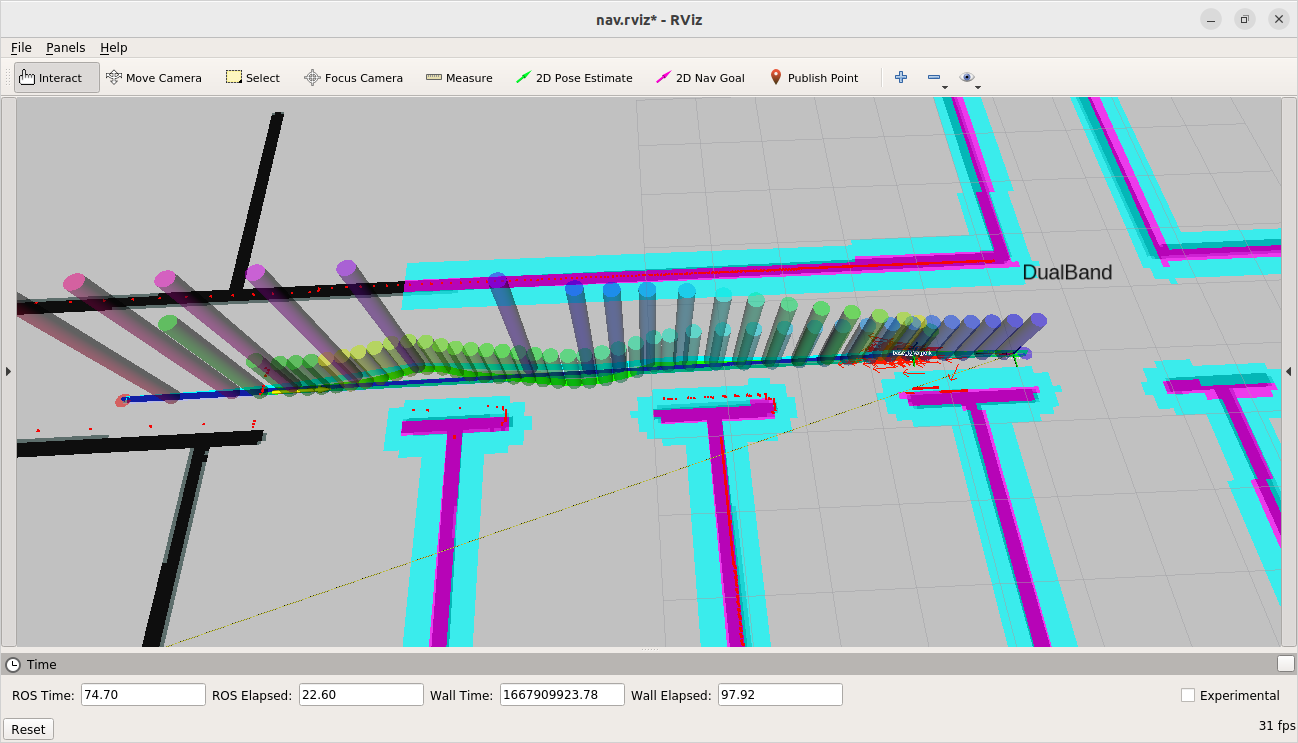 nav.rviz* - RViz
File Panels Help
Interact Move Camera Select Focus Camera Measure 2D Pose Estimate 2D Nav Goal Publish Point
DualBand
Time
ROS Time: 74.70 ROS Elapsed: 22.60 Wall Time: 1667909923.78 Wall Elapsed: 97.92 Experimental
Reset 31 fps